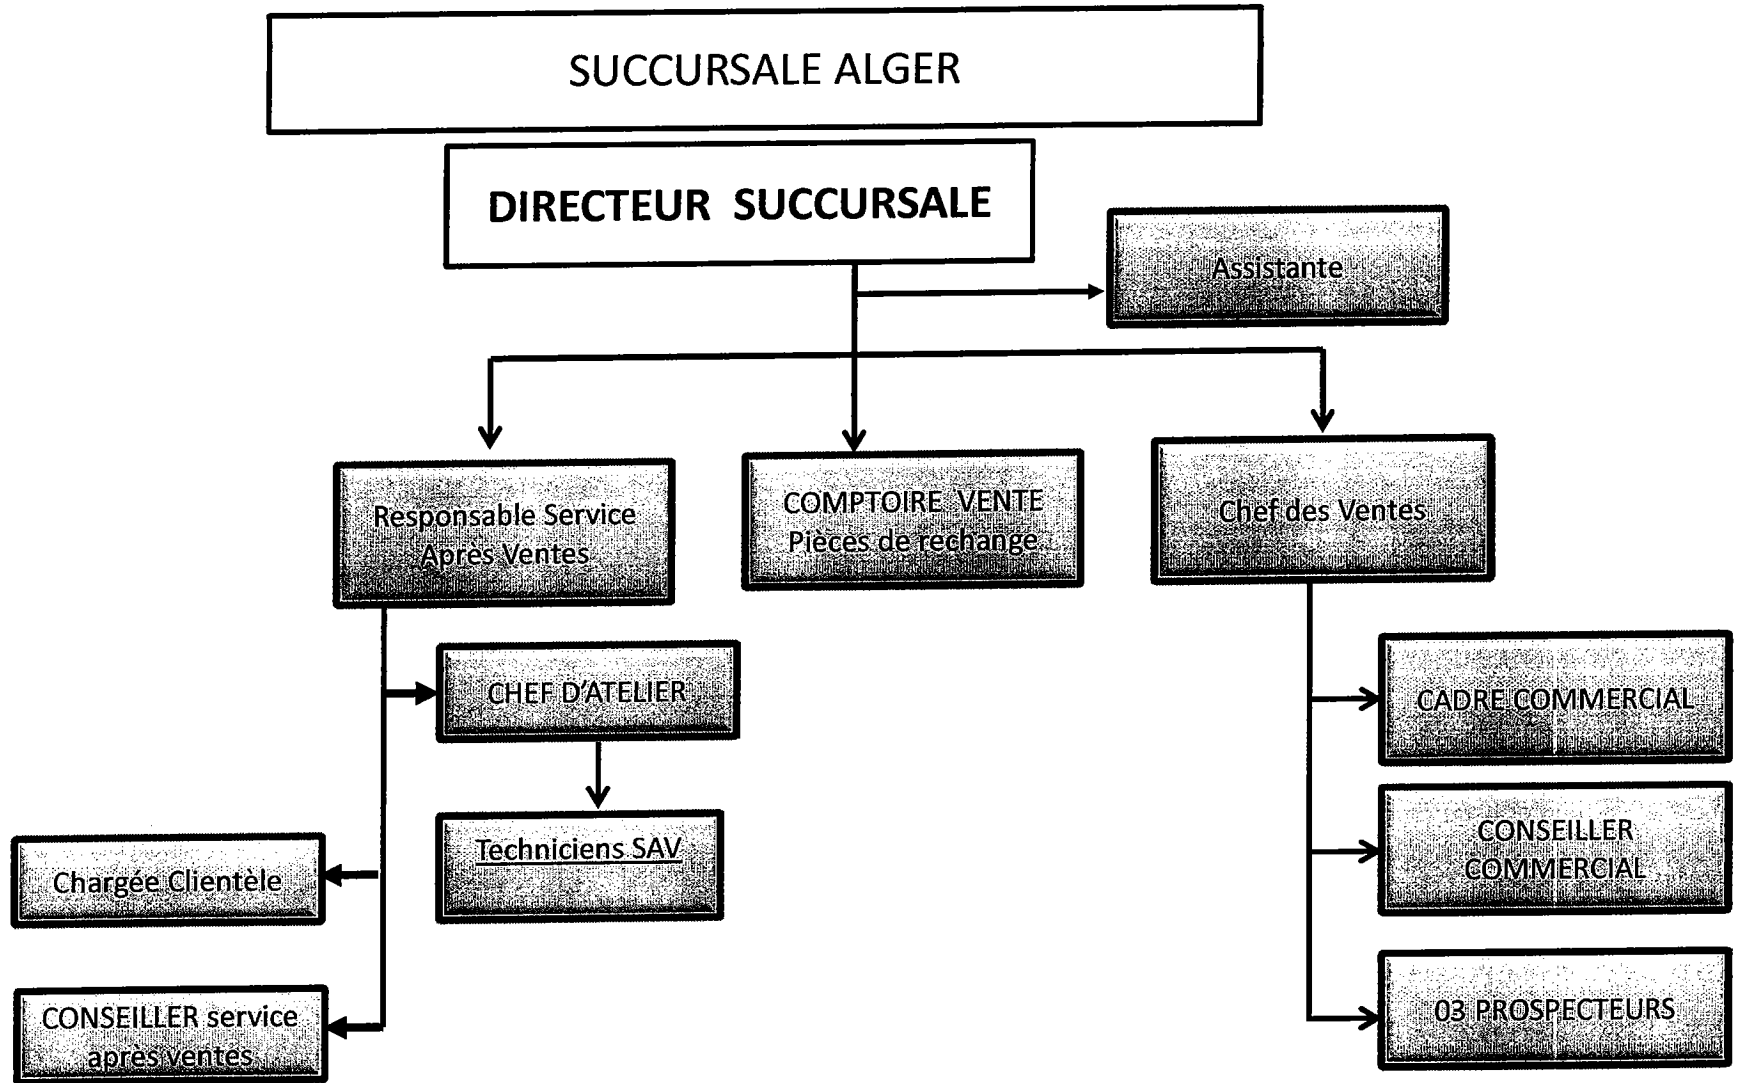 SUCCURSALE ALGER
DIRECTEUR SUCCURSALE
Assistante
Responsable Service
Après Ventes
COMPTOIRE VENTE
Pièces de rechange
Chef des Ventes
CHEF D'ATELIER
Techniciens SAV
Chargée Clientèle
CONSEILLER service
après ventes
CADRE COMMERCIAL
CONSEILLER
COMMERCIAL
03 PROSPECTEURS